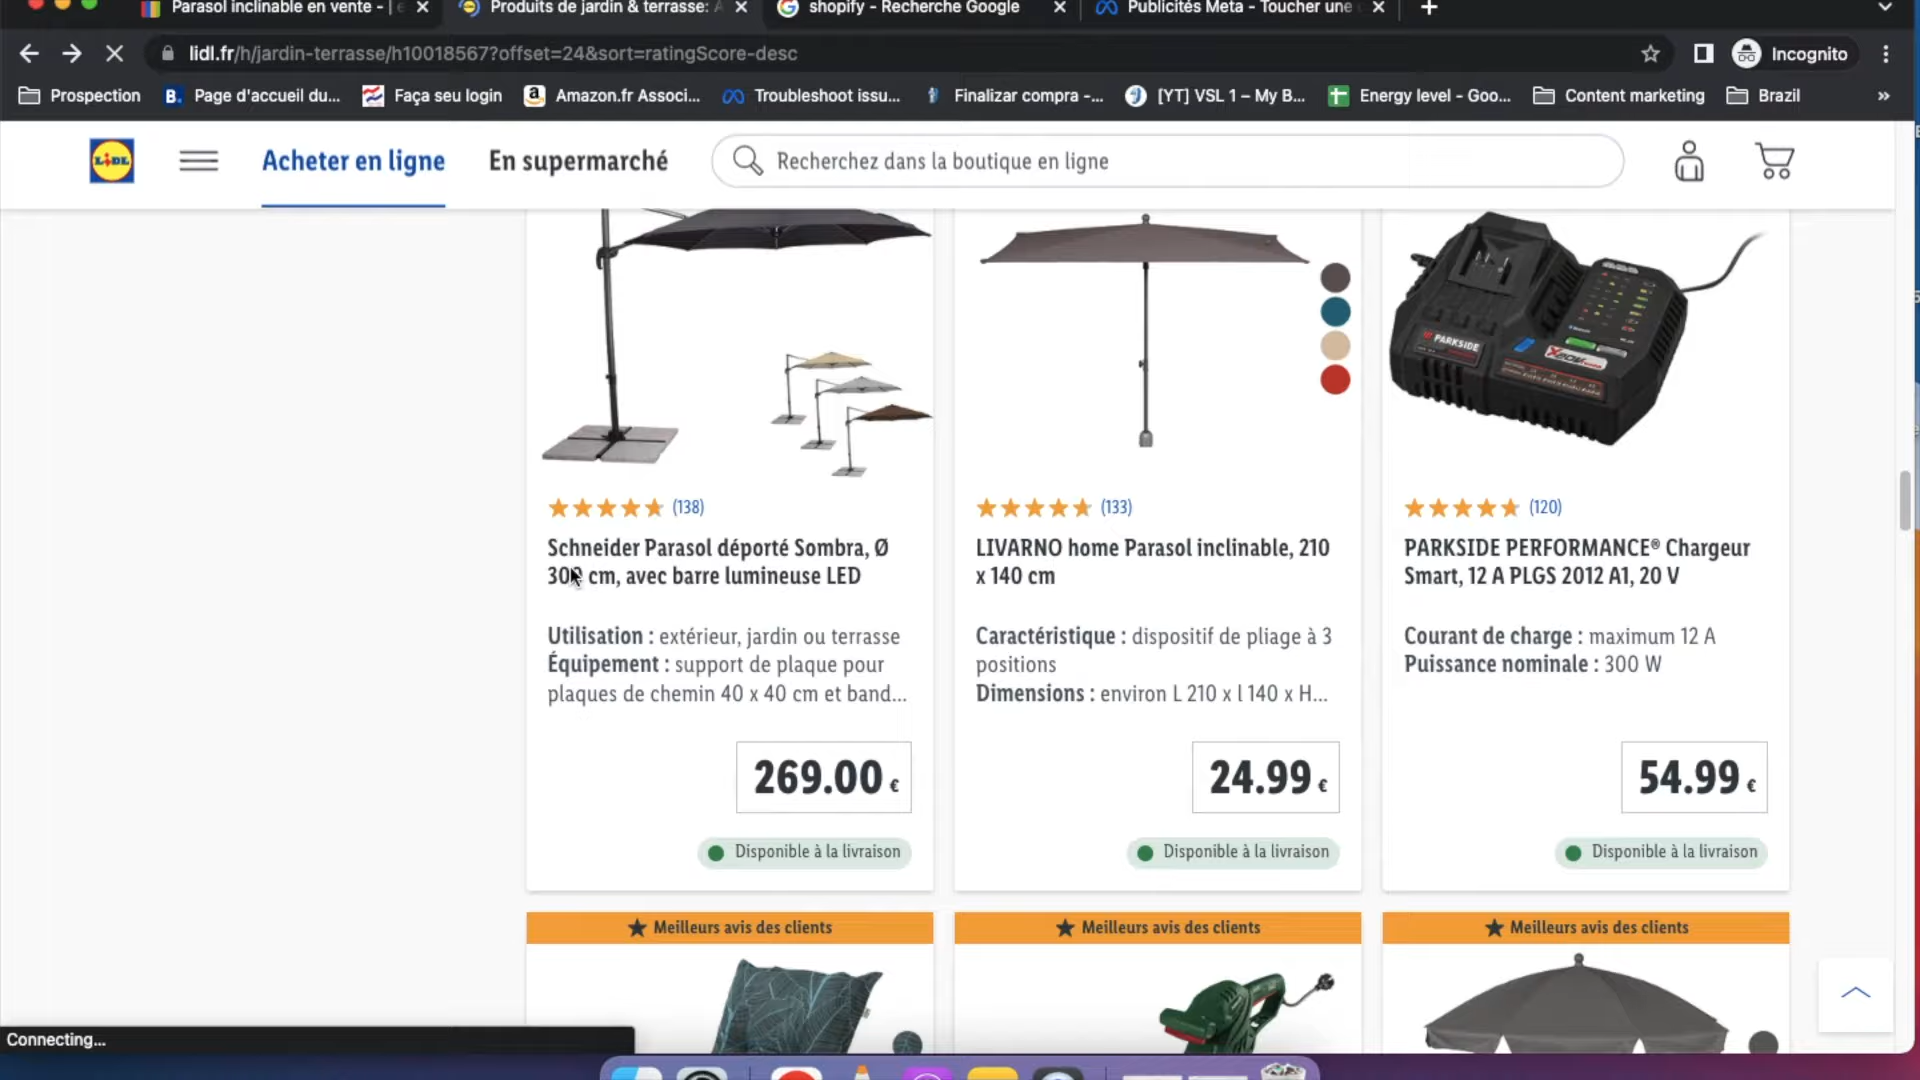 Parasol inclinable en vente - | e
Produits de jardin & terrasse: A
shopify - Recherche Google
Publicités Meta - Toucher une
lidl.fr/h/jardin-terrasse/h10018567?offset=24&sort=ratingScore-desc
Incognito
Prospection
Page d'accueil du...
Faça seu login
Amazon.fr Associ...
Troubleshoot issu...
Finalizar compra -...
[YT] VSL 1 – My B...
Energy level - Goo...
Content marketing
Brazil
»
LIDL
Acheter en ligne
En supermarché
Recherchez dans la boutique en ligne
PARKSIDE
X20V
(138)
(133)
(120)
Schneider Parasol déporté Sombra, Ø
300 cm, avec barre lumineuse LED
LIVARNO home Parasol inclinable, 210
x 140 cm
PARKSIDE PERFORMANCE® Chargeur
Smart, 12 A PLGS 2012 A1, 20 V
Utilisation : extérieur, jardin ou terrasse
Équipement : support de plaque pour
plaques de chemin 40 x 40 cm et band...
Caractéristique : dispositif de pliage à 3
positions
Dimensions : environ L 210 x l 140 x H...
Courant de charge : maximum 12 A
Puissance nominale : 300 W
269.00 €
24.99 €
54.99 €
Disponible à la livraison
Disponible à la livraison
Disponible à la livraison
Meilleurs avis des clients
Meilleurs avis des clients
Meilleurs avis des clients
Connecting...